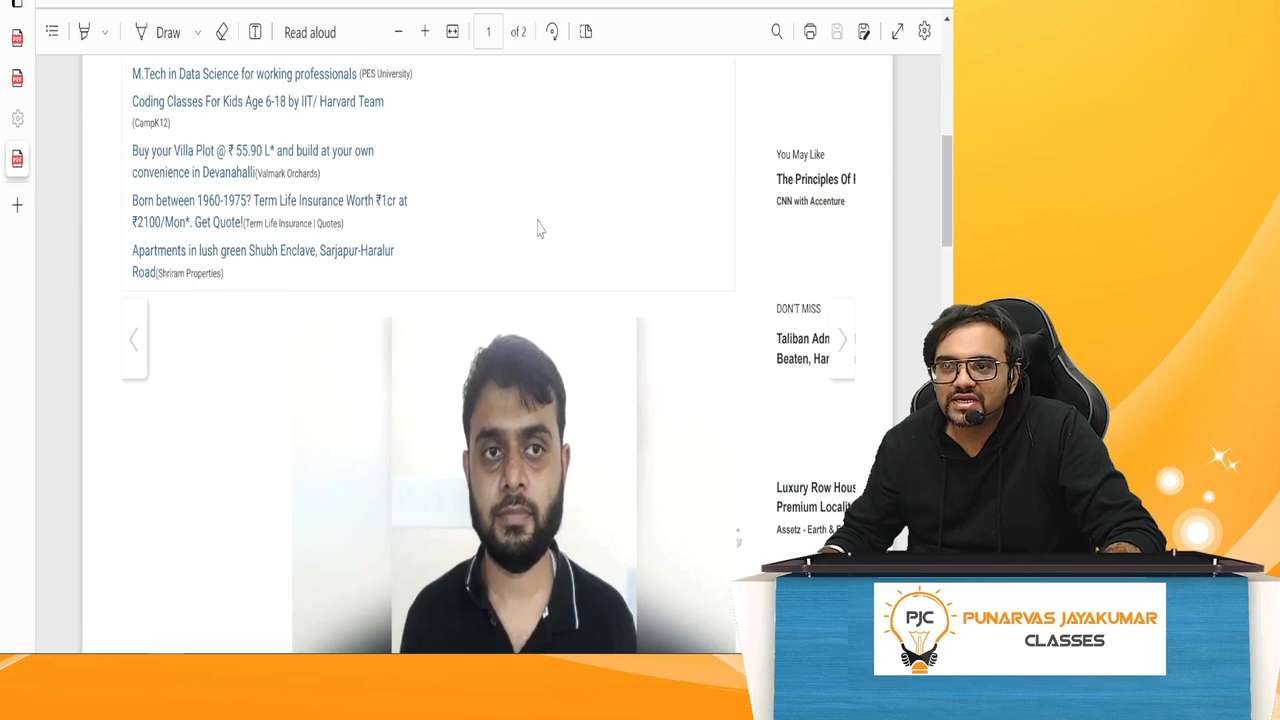 Draw
Read aloud
1
of 2
M.Tech in Data Science for working professionals (PES University)
Coding Classes For Kids Age 6-18 by IIT/ Harvard Team
(CampK12)
Buy your Villa Plot @ ₹ 55.90 L* and build at your own
convenience in Devanahalli(Valmark Orchards)
Born between 1960-1975? Term Life Insurance Worth ₹1cr at
₹2100/Mon*. Get Quote!(Term Life Insurance | Quotes)
Apartments in lush green Shubh Enclave, Sarjapur-Haralur
Road(Shriram Properties)
You May Like
The Principles Of
CNN with Accenture
DON'T MISS
Taliban
Beaten,
Luxury Row
Premium
Assetz - Earth &
PJC
PUNARVAS JAYAKUMAR
CLASSES